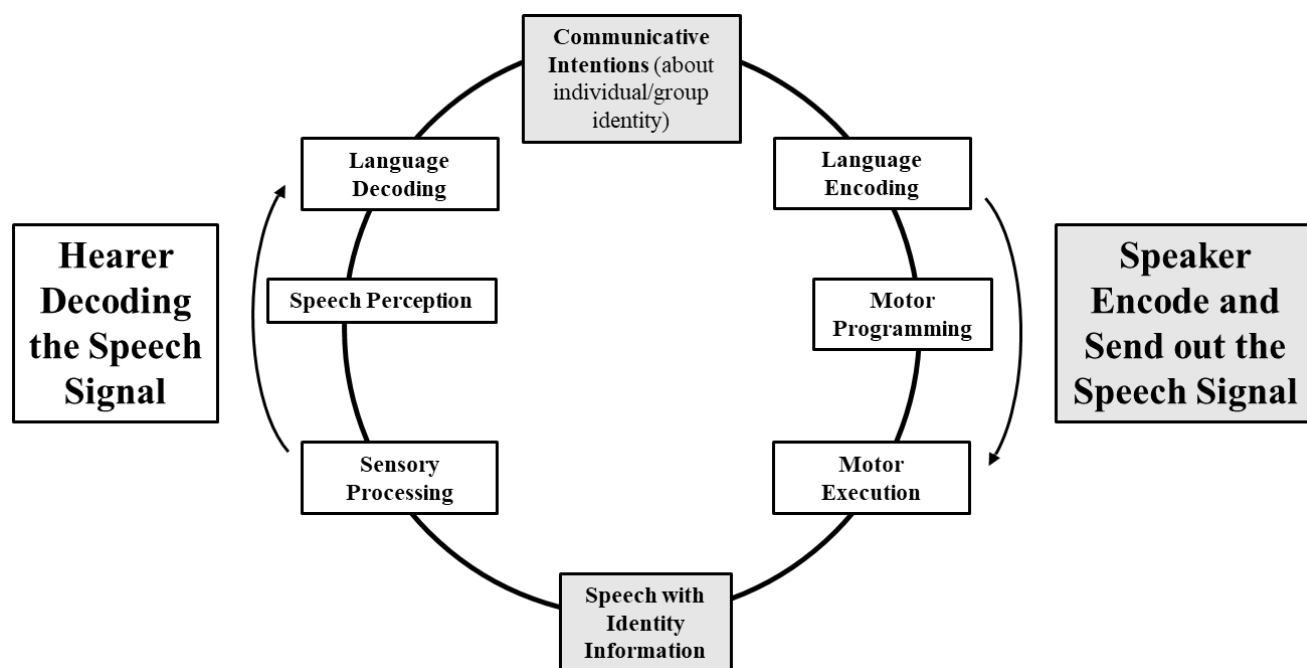 Communicative
Intentions (about
individual/group
identity)
Language
Decoding
Language
Encoding
Hearer
Decoding
the Speech
Signal
Speech Perception
Motor
Programming
Speaker
Encode and
Send out the
Speech Signal
Sensory
Processing
Motor
Execution
Speech with
Identity
Information